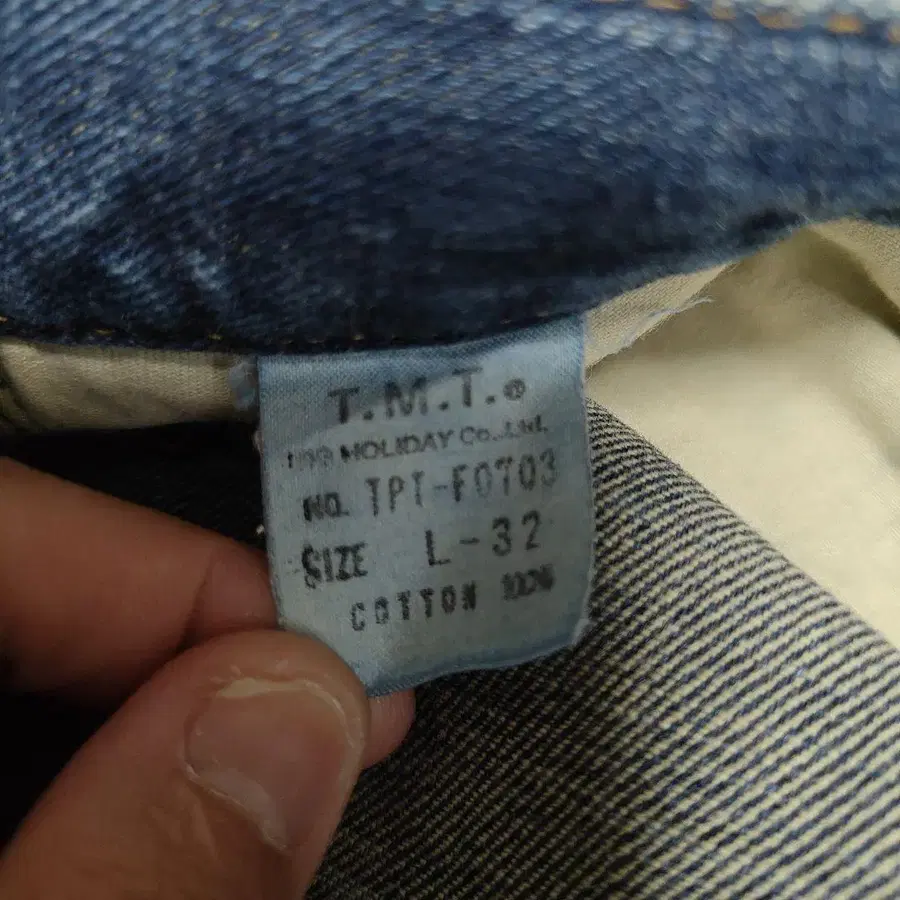 T.M.T.®
HOLIDAY Co.,Ltd.
NO. TPT-F0703
SIZE L-32
COTTON 100%